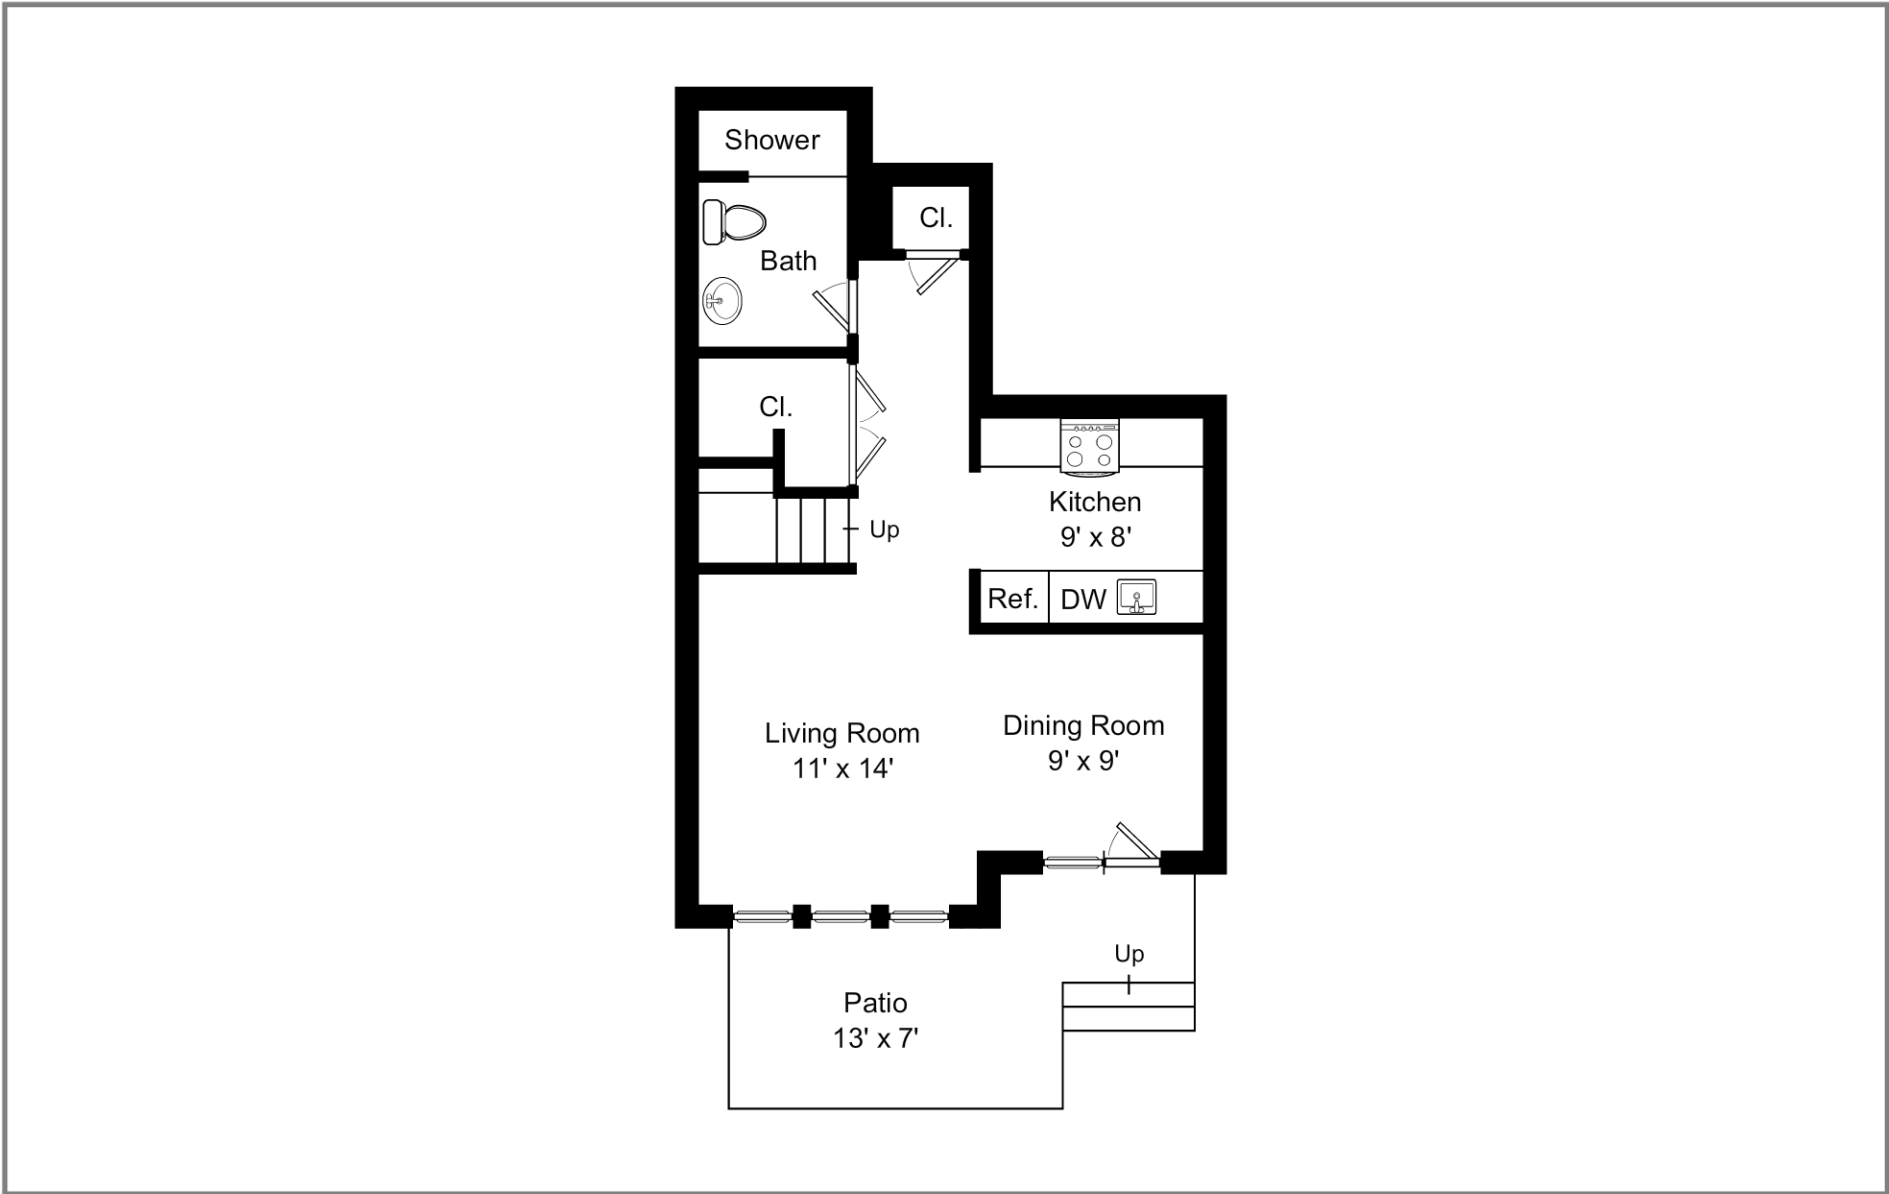 Shower
Cl.
Bath
Cl.
Kitchen
9' x 8'
Up
Ref.
DW
Living Room
11' x 14'
Dining Room
9' x 9'
Up
Patio
13' x 7'